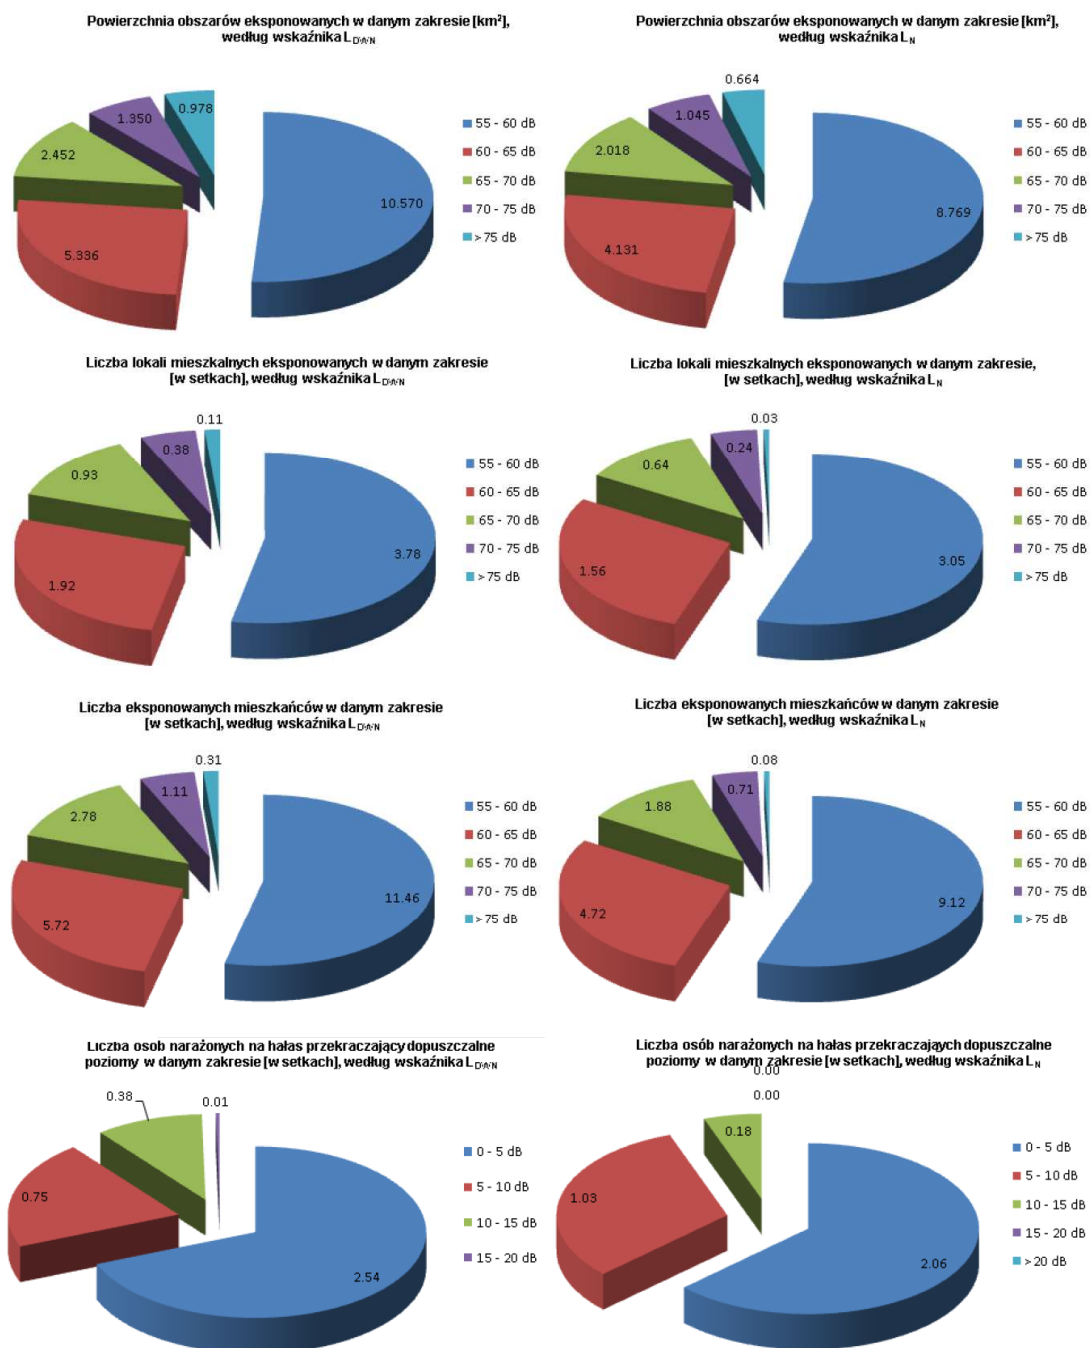 Powierzchnia obszarów eksponowanych w danym zakresie [km²],
według wskaźnika L_DWN
0.978
1.350
2.452
10.570
5.336
55 - 60 dB
60 - 65 dB
65 - 70 dB
70 - 75 dB
> 75 dB
Powierzchnia obszarów eksponowanych w danym zakresie [km²],
według wskaźnika L_N
0.664
1.045
2.018
8.769
4.131
55 - 60 dB
60 - 65 dB
65 - 70 dB
70 - 75 dB
> 75 dB
Liczba lokali mieszkalnych eksponowanych w danym zakresie
[w setkach], według wskaźnika L_DWN
0.11
0.38
0.93
3.78
1.92
55 - 60 dB
60 - 65 dB
65 - 70 dB
70 - 75 dB
> 75 dB
Liczba lokali mieszkalnych eksponowanych w danym zakresie,
[w setkach], według wskaźnika L_N
0.03
0.24
0.64
3.05
1.56
55 - 60 dB
60 - 65 dB
65 - 70 dB
70 - 75 dB
> 75 dB
Liczba eksponowanych mieszkańców w danym zakresie
[w setkach], według wskaźnika L_DWN
0.31
1.11
2.78
11.46
5.72
55 - 60 dB
60 - 65 dB
65 - 70 dB
70 - 75 dB
> 75 dB
Liczba eksponowanych mieszkańców w danym zakresie
[w setkach], według wskaźnika L_N
0.08
0.71
1.88
9.12
4.72
55 - 60 dB
60 - 65 dB
65 - 70 dB
70 - 75 dB
> 75 dB
Liczba osób narażonych na hałas przekraczający dopuszczalne
poziomy w danym zakresie [w setkach], według wskaźnika L_DWN
0.38
0.01
0.75
2.54
0 - 5 dB
5 - 10 dB
10 - 15 dB
15 - 20 dB
Liczba osób narażonych na hałas przekraczających dopuszczalne
poziomy w danym zakresie [w setkach], według wskaźnika L_N
0.00
0.00
0.18
1.03
2.06
0 - 5 dB
5 - 10 dB
10 - 15 dB
15 - 20 dB
> 20 dB